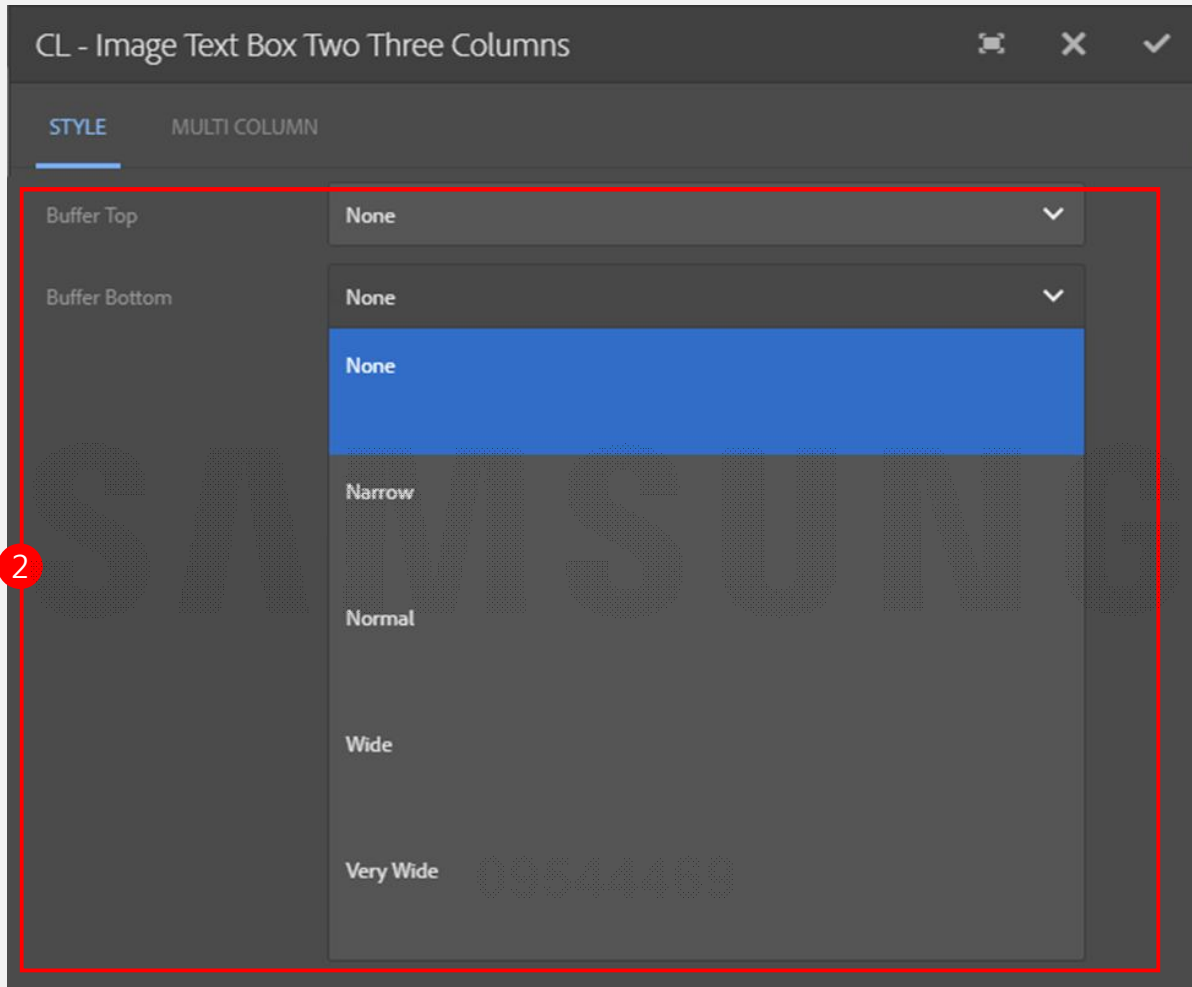 CL - Image Text Box Two Three Columns
STYLE MULTI COLUMN
Buffer Top None
Buffer Bottom None
None
SAMSUNG
Narrow
2
Normal
Wide
Very Wide 09544469